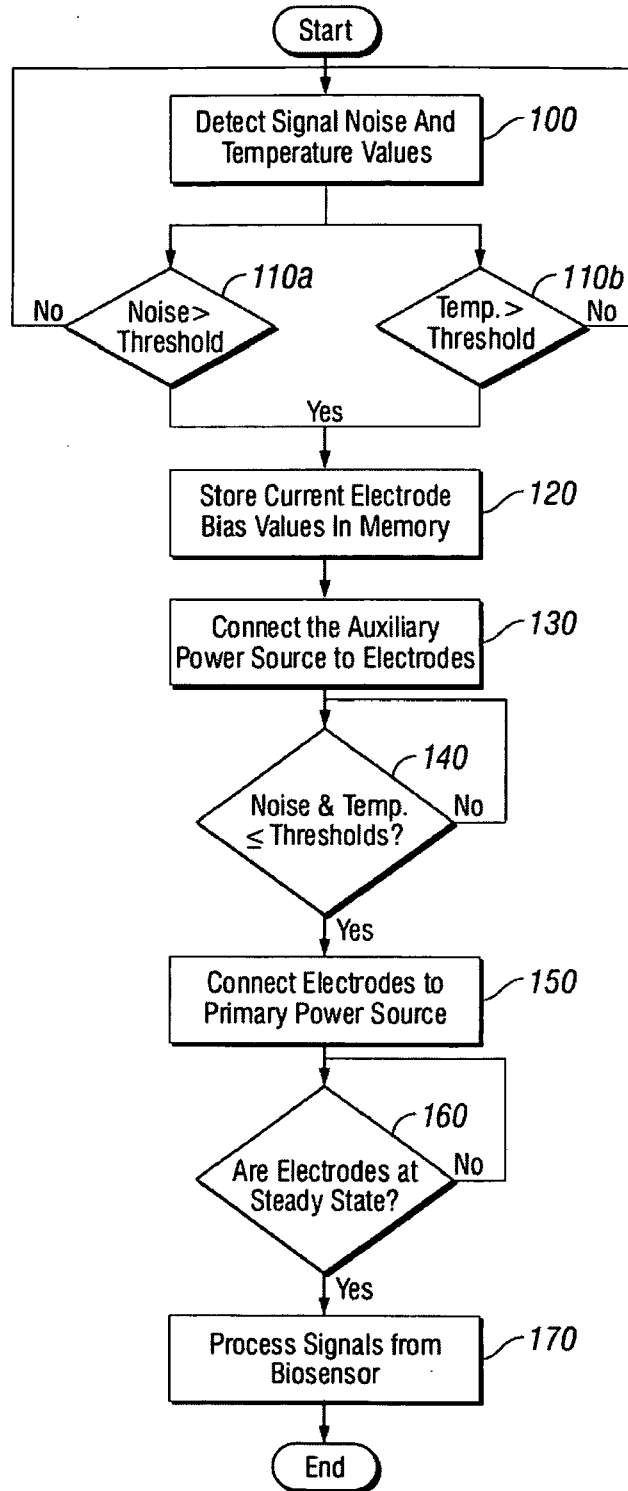 Start
Detect Signal Noise And
Temperature Values
100
110a
110b
No
Noise>
Threshold
Temp. >
Threshold
No
Yes
Store Current Electrode
Bias Values In Memory
120
Connect the Auxiliary
Power Source to Electrodes
130
140
Noise & Temp.
≤ Thresholds?
No
Yes
Connect Electrodes to
Primary Power Source
150
160
Are Electrodes at
Steady State?
No
Yes
Process Signals from
Biosensor
170
End